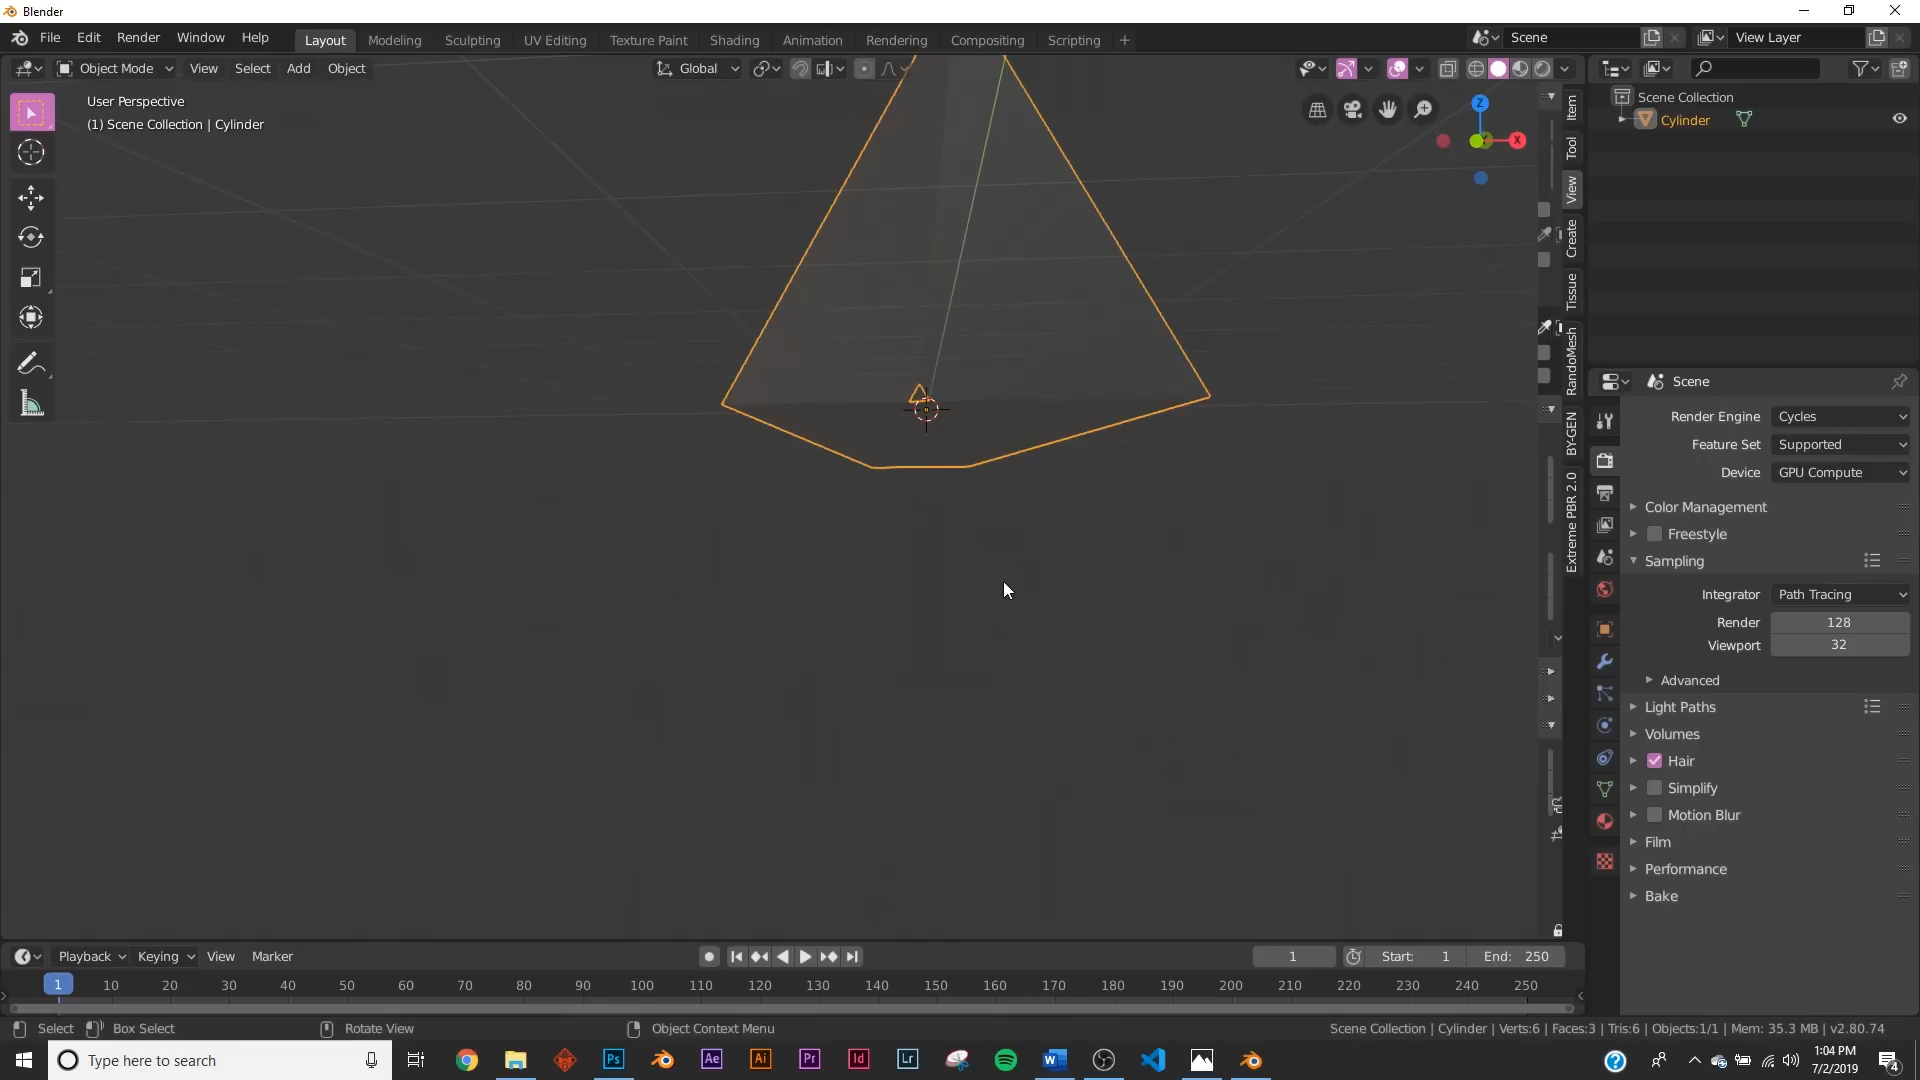 Blender
File Edit Render Window Help Layout Modeling Sculpting UV Editing Texture Paint Shading Animation Rendering Compositing Scripting + Scene View Layer
Object Mode View Select Add Object Global
User Perspective
(1) Scene Collection | Cylinder
Z
X
Item
Tool
View
Create
Tissue
RandoMesh
BY-GEN
Extreme PBR 2.0
Scene Collection
Cylinder
Scene
Render Engine Cycles
Feature Set Supported
Device GPU Compute
Color Management
Freestyle
Sampling
Integrator Path Tracing
Render 128
Viewport 32
Advanced
Light Paths
Volumes
Hair
Simplify
Motion Blur
Film
Performance
Bake
Playback Keying View Marker 1 Start: 1 End: 250
1 10 20 30 40 50 60 70 80 90 100 110 120 130 140 150 160 170 180 190 200 210 220 230 240 250
Select Box Select Rotate View Object Context Menu Scene Collection | Cylinder | Verts:6 | Faces:3 | Tris:6 | Objects:1/1 | Mem: 35.3 MB | v2.80.74
Type here to search Ps Ae Ai Pr Id Lr W ? 1:04 PM
7/2/2019 4